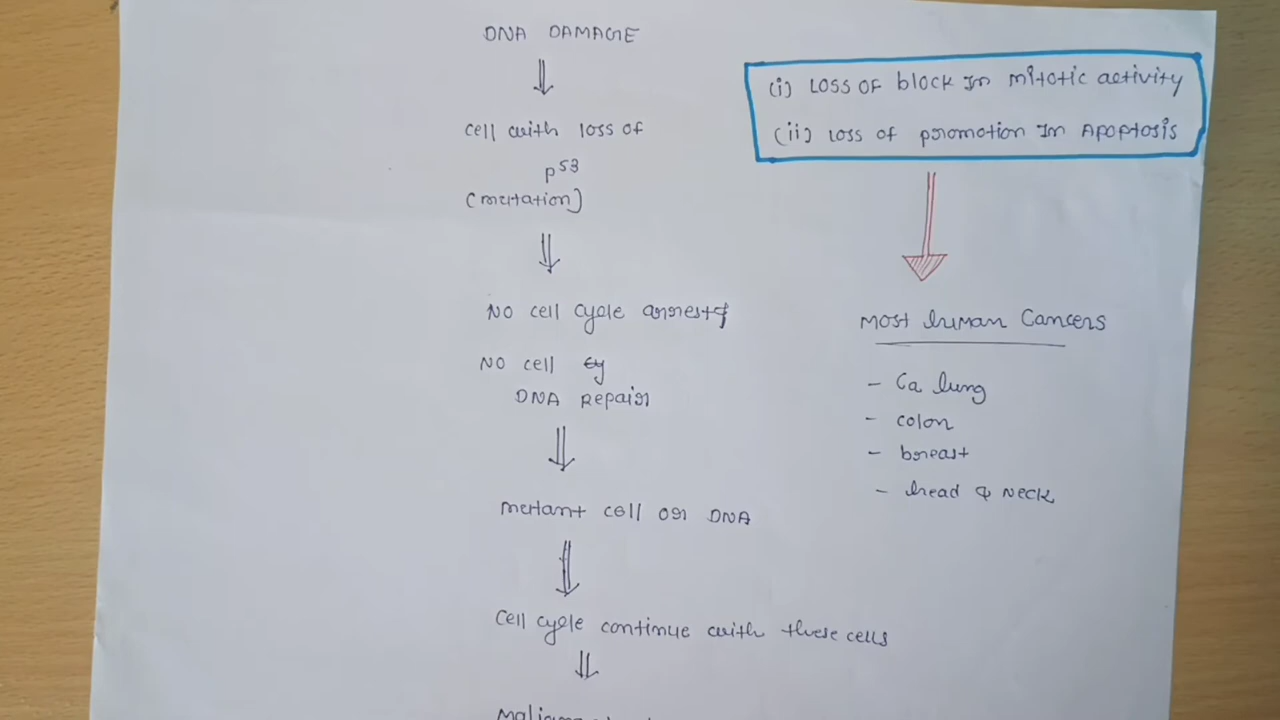 DNA DAMAGE
cell with loss of
p53
(mutation)
NO cell cycle arrest &
NO cell cy
DNA Repair
mutant cell or DNA
cell cycle continue with these cells
(i) LOSS OF block In mitotic activity
(ii) Loss of promotion In Apoptosis
Most human Cancers
- Ca lung
- colon
- breast
- head & Neck